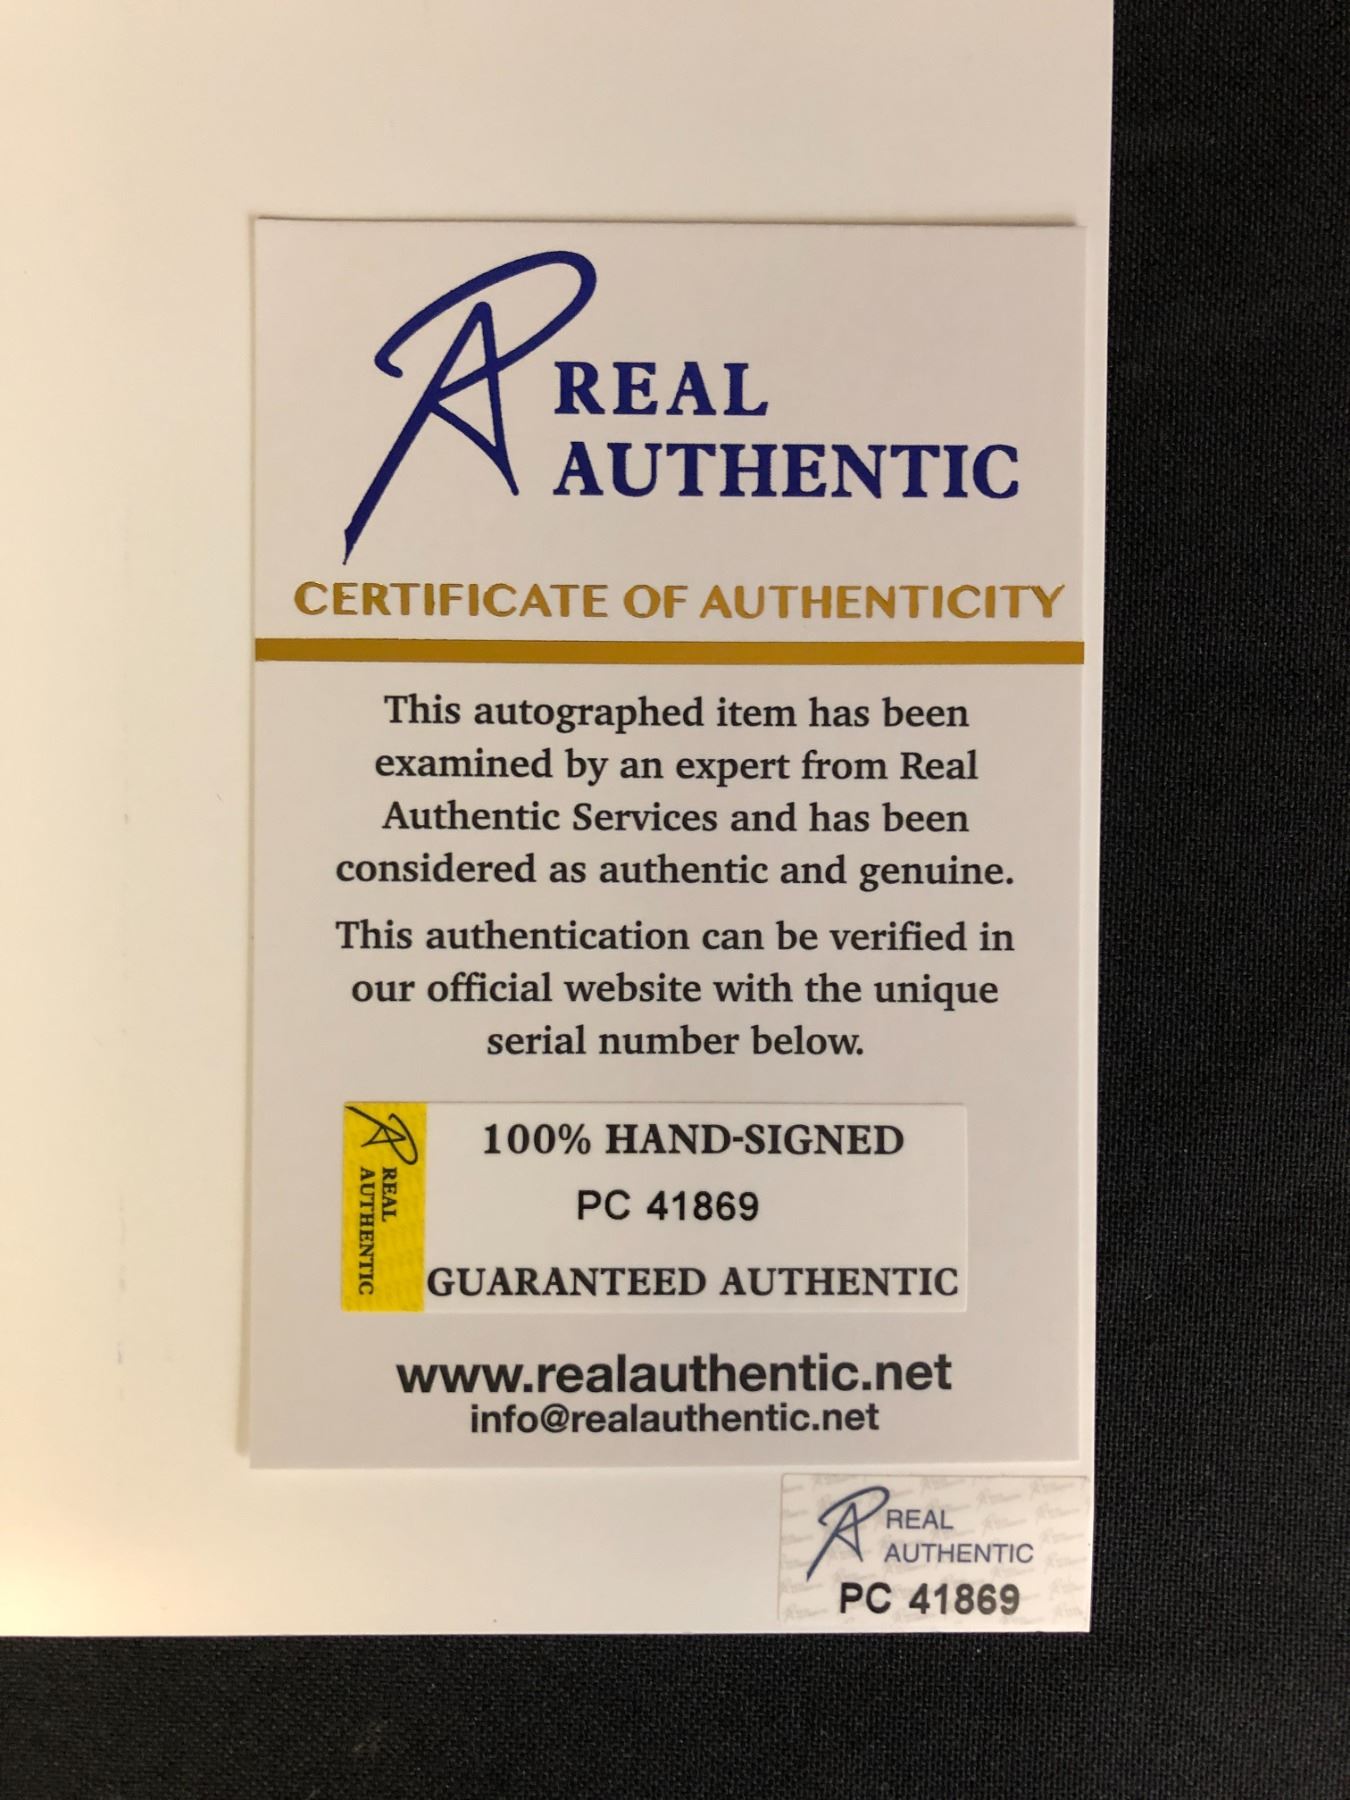 REAL
AUTHENTIC
CERTIFICATE OF AUTHENTICITY
This autographed item has been
examined by an expert from Real
Authentic Services and has been
considered as authentic and genuine.
This authentication can be verified in
our official website with the unique
serial number below.
REAL
AUTHENTIC
100% HAND-SIGNED
PC 41869
GUARANTEED AUTHENTIC
www.realauthentic.net
info@realauthentic.net
REAL
AUTHENTIC
PC 41869